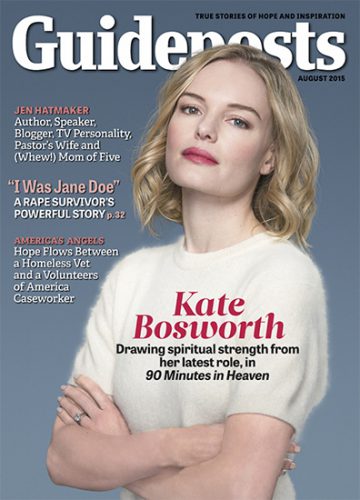 TRUE STORIES OF HOPE AND INSPIRATION
Guideposts
AUGUST 2015
JEN HATMAKER
Author, Speaker,
Blogger, TV Personality,
Pastor's Wife and
(Whew!) Mom of Five
"I Was Jane Doe"
A RAPE SURVIVOR'S
POWERFUL STORY p.32
AMERICA'S ANGELS
Hope Flows Between
a Homeless Vet
and a Volunteers
of America
Caseworker
Kate
Bosworth
Drawing spiritual strength from
her latest role, in
90 Minutes in Heaven